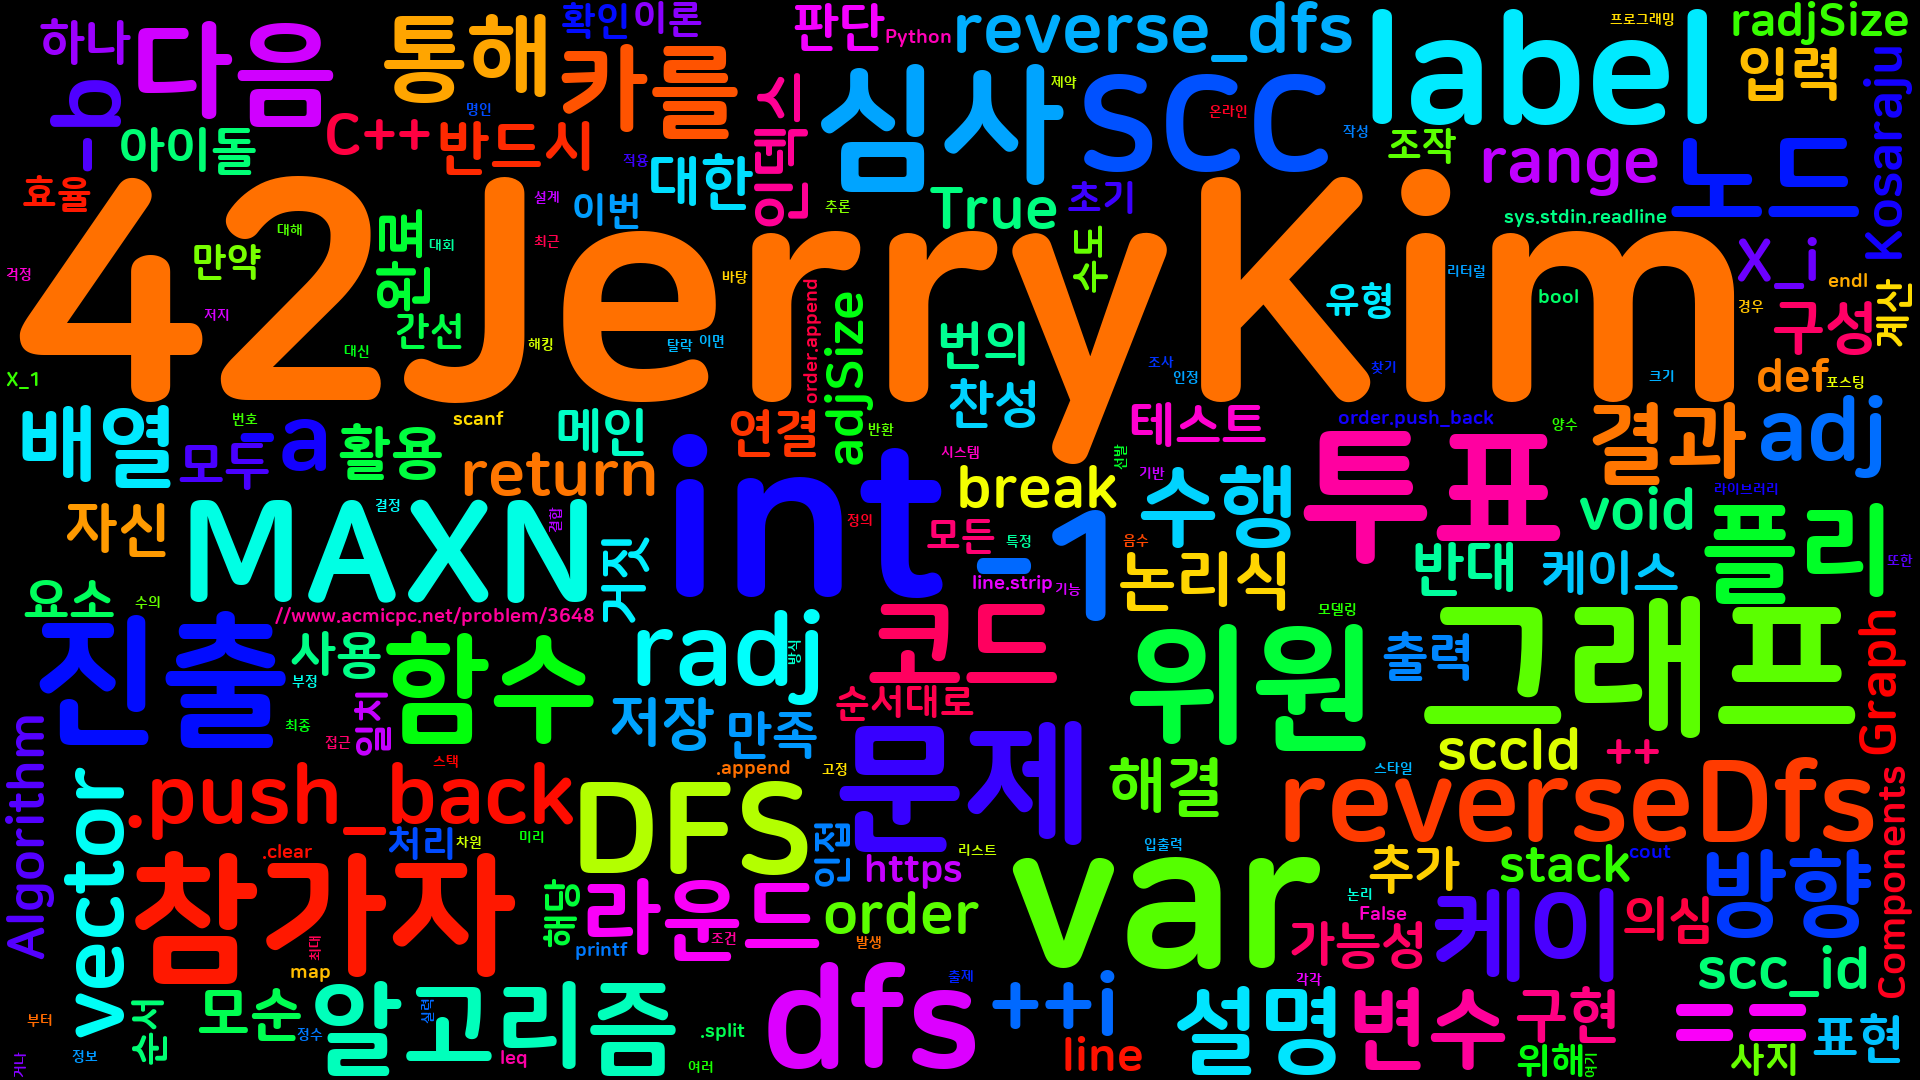 하나
다음
통해
확인
이론
카를
판단
Python
reverse_dfs
label
프로그래밍
radjSize
입력
Kosaraju
요
아이돌
C++
명인
반드시
인덱스
심사
SCC
제약
온라인
작성
조작
range
노드
효율
적용
대한
42JerryKim
설계
이번
추론
True
초기
sys.stdin.readline
만약
대해
대회
최근
수도
X_i
걱정
저지
간선
대신
해킹
바탕
탈락
이면
order.append
adjSize
번의
리터럴
유형
bool
endl
경우
구성
계산
X_1
배열
번호
모두
a
활용
scanf
메인
연결
반환
찬성
조사
인정
찾기
테스트
order.push_back
크기
def
포스팅
양수
결과
adj
return
int
시스템
선발
기반
break
수행
투표
라이브러리
자신
MAXN
결정
결합
거짓
정의
모든
특정
음수
-1
void
플리
또한
요소
수의
논리식
반대
케이스
line.strip
기능
모델링
//www.acmicpc.net/problem/3648
진출
사용
부정
함수
radj
방식
코드
위원
출력
그래프
Graph
일치
저장
만족
순서대로
최종
접근
스택
Algorithm
vector
.push_back
.append
고정
문제
해결
스타일
sccId
++
reverseDfs
Components
처리
차원
미리
DFS
인접
리스트
입출력
추가
stack
cout
.clear
참가자
해당
라운드
https
order
var
논리
False
케이
방향
의심
가능성
printf
조건
발생
최대
map
출제
각각
scc_id
순서
모순
정수
알고리즘
실력
dfs
++i
설명
변수
구현
==
표현
부터
정보
거나
leq
.split
여러
line
위해
여기
사지